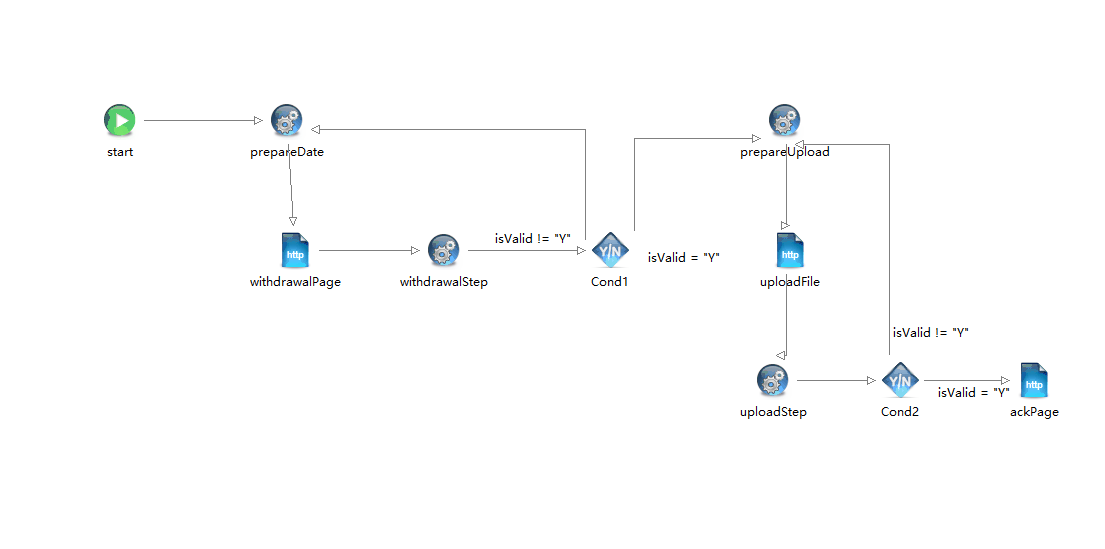 start
prepareDate
prepareUpload
http
withdrawalPage
withdrawalStep
isValid != "Y"
Y/N
Cond1
isValid = "Y"
http
uploadFile
isValid != "Y"
uploadStep
Y/N
Cond2
isValid = "Y"
http
ackPage